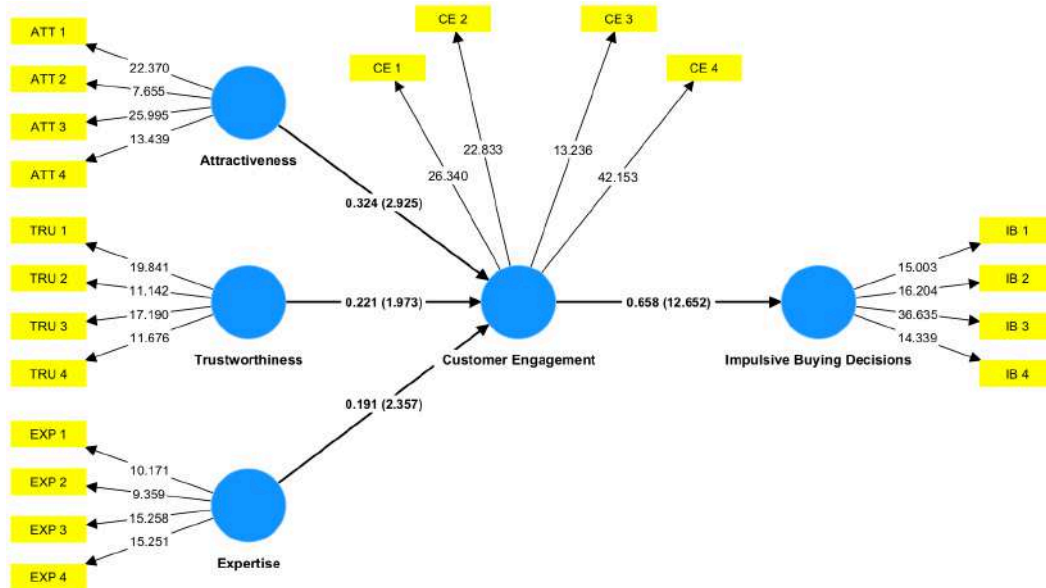 ATT 1
ATT 2
ATT 3
ATT 4
22.370
7.655
25.995
13.439
Attractiveness
CE 1
CE 2
CE 3
CE 4
26.340
22.833
13.236
42.153
0.324 (2.925)
TRU 1
TRU 2
TRU 3
TRU 4
19.841
11.142
17.190
11.676
Trustworthiness
0.221 (1.973)
Customer Engagement
0.658 (12.652)
Impulsive Buying Decisions
15.003
16.204
36.635
14.339
IB 1
IB 2
IB 3
IB 4
0.191 (2.357)
EXP 1
EXP 2
EXP 3
EXP 4
10.171
9.359
15.258
15.251
Expertise